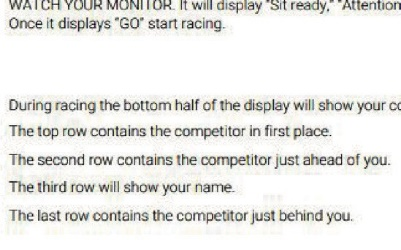 WATCH YOUR MONITOR. It will display "Sit ready," "Attention
Once it displays "GO" start racing.
During racing the bottom half of the display will show your co
The top row contains the competitor in first place.
The second row contains the competitor just ahead of you.
The third row will show your name.
The last row contains the competitor just behind you.